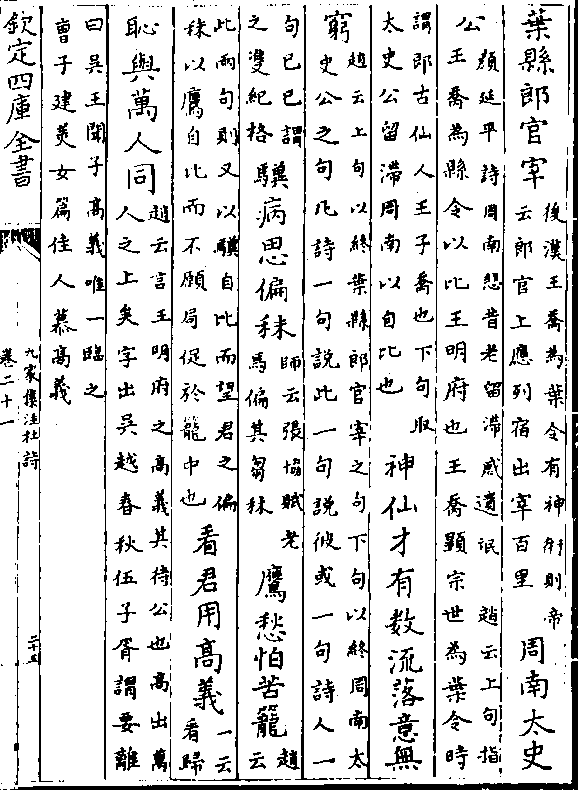 葉縣郎官宰後漢王喬為葉令有神術則帝云郎官上應列宿出宰百里周南太史
公顔延平詩周南悲昔老留滯感遺氓趙云上句指王喬為縣令以比王明府也王喬顯宗世為葉令時
謂即古仙人王子喬也下句取太史公留滯周南以自比也神仙才有數流落意無
窮趙云上句以終葉縣郎官宰之句下句以終周南太史公之句凡詩一句說此一句說彼或一句詩人一
句已已謂之雙紀格驥病思偏秣師云張協賦老馬偏其芻秣鷹愁怕苦籠趙云
此兩句則又以驥自比而望君之偏秣以鷹自比而不願局促於籠中也看君用高義一云看歸
恥與萬人同趙云言王明府之高義其待公也高出萬人之上矣字出吳越春秋伍子胥謂要離
曰吳王聞子高義唯一臨之曹子建美女篇佳人慕高義
欽定四庫全書
九家集注杜詩
卷二十一
二十五